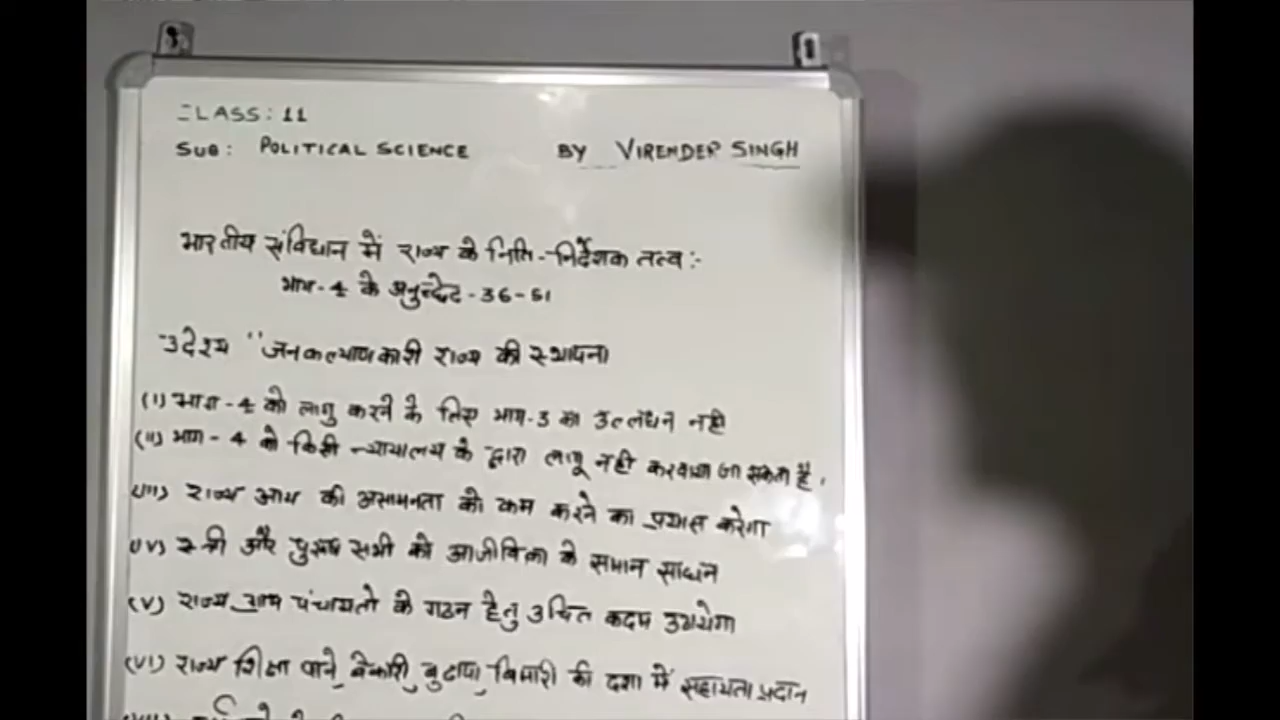 CLASS: 11
SUB: POLITICAL SCIENCE BY VIRENDER SINGH
भारतीय संविधान में राज्य के निति-निर्देशक तत्व :-
भाग-4 के अनुच्छेद - 36-51
उदेश्य "जनकल्याणकारी राज्य की स्थापना
(I) भाग-4 को लागु करने के लिए भाग-3 का उल्लंघन नही
(II) भाग-4 को किसी न्यायालय के द्वारा लागू नही करवाया जा सकता है।
(III) राज्य आय की असामनता को कम करने का प्रयास करेगा
(IV) स्त्री और पुरुष सभी को आजीविका के समान साधन
(V) राज्य ग्राम पंचायतो के गठन हेतु उचित कदम उठायेगा
(VI) राज्य शिक्षा पाने, बेकारी, बुढापा, बिमारी की दशा में सहायता प्रदान